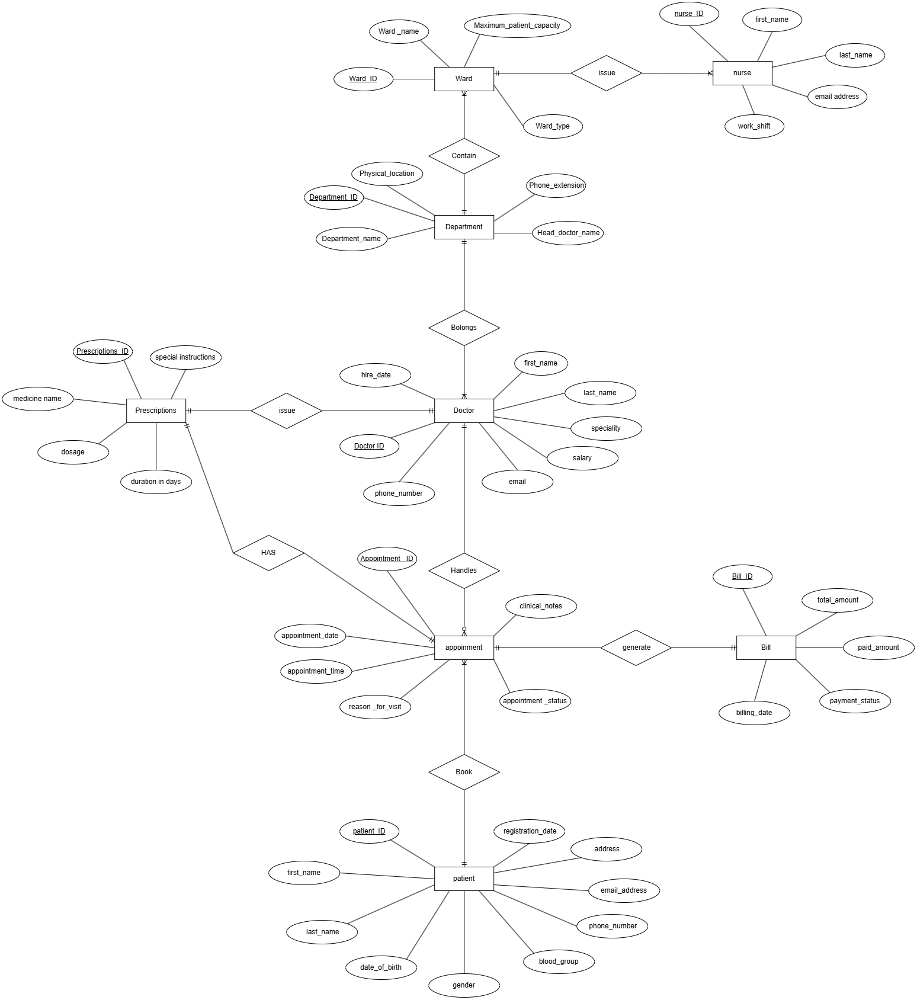 nurse_ID
first_name
Maximum_patient_capacity
Ward _name
last_name
Ward_ID
Ward
issue
nurse
email address
Ward_type
work_shift
Contain
Physical_location
Phone_extension
Department_ID
Department
Head_doctor_name
Department_name
Bolongs
Prescriptions_ID
special instructions
first_name
hire_date
last_name
medicine name
Prescriptions
issue
Doctor
speciality
Doctor ID
dosage
salary
duration in days
email
phone_number
HAS
Appointment_ID
Handles
Bill_ID
clinical_notes
total_amount
appointment_date
appoinment
generate
Bill
paid_amount
appointment_time
reason _for_visit
appointment _status
payment_status
billing_date
Book
patient_ID
registration_date
address
first_name
patient
email_address
last_name
phone_number
date_of_birth
blood_group
gender